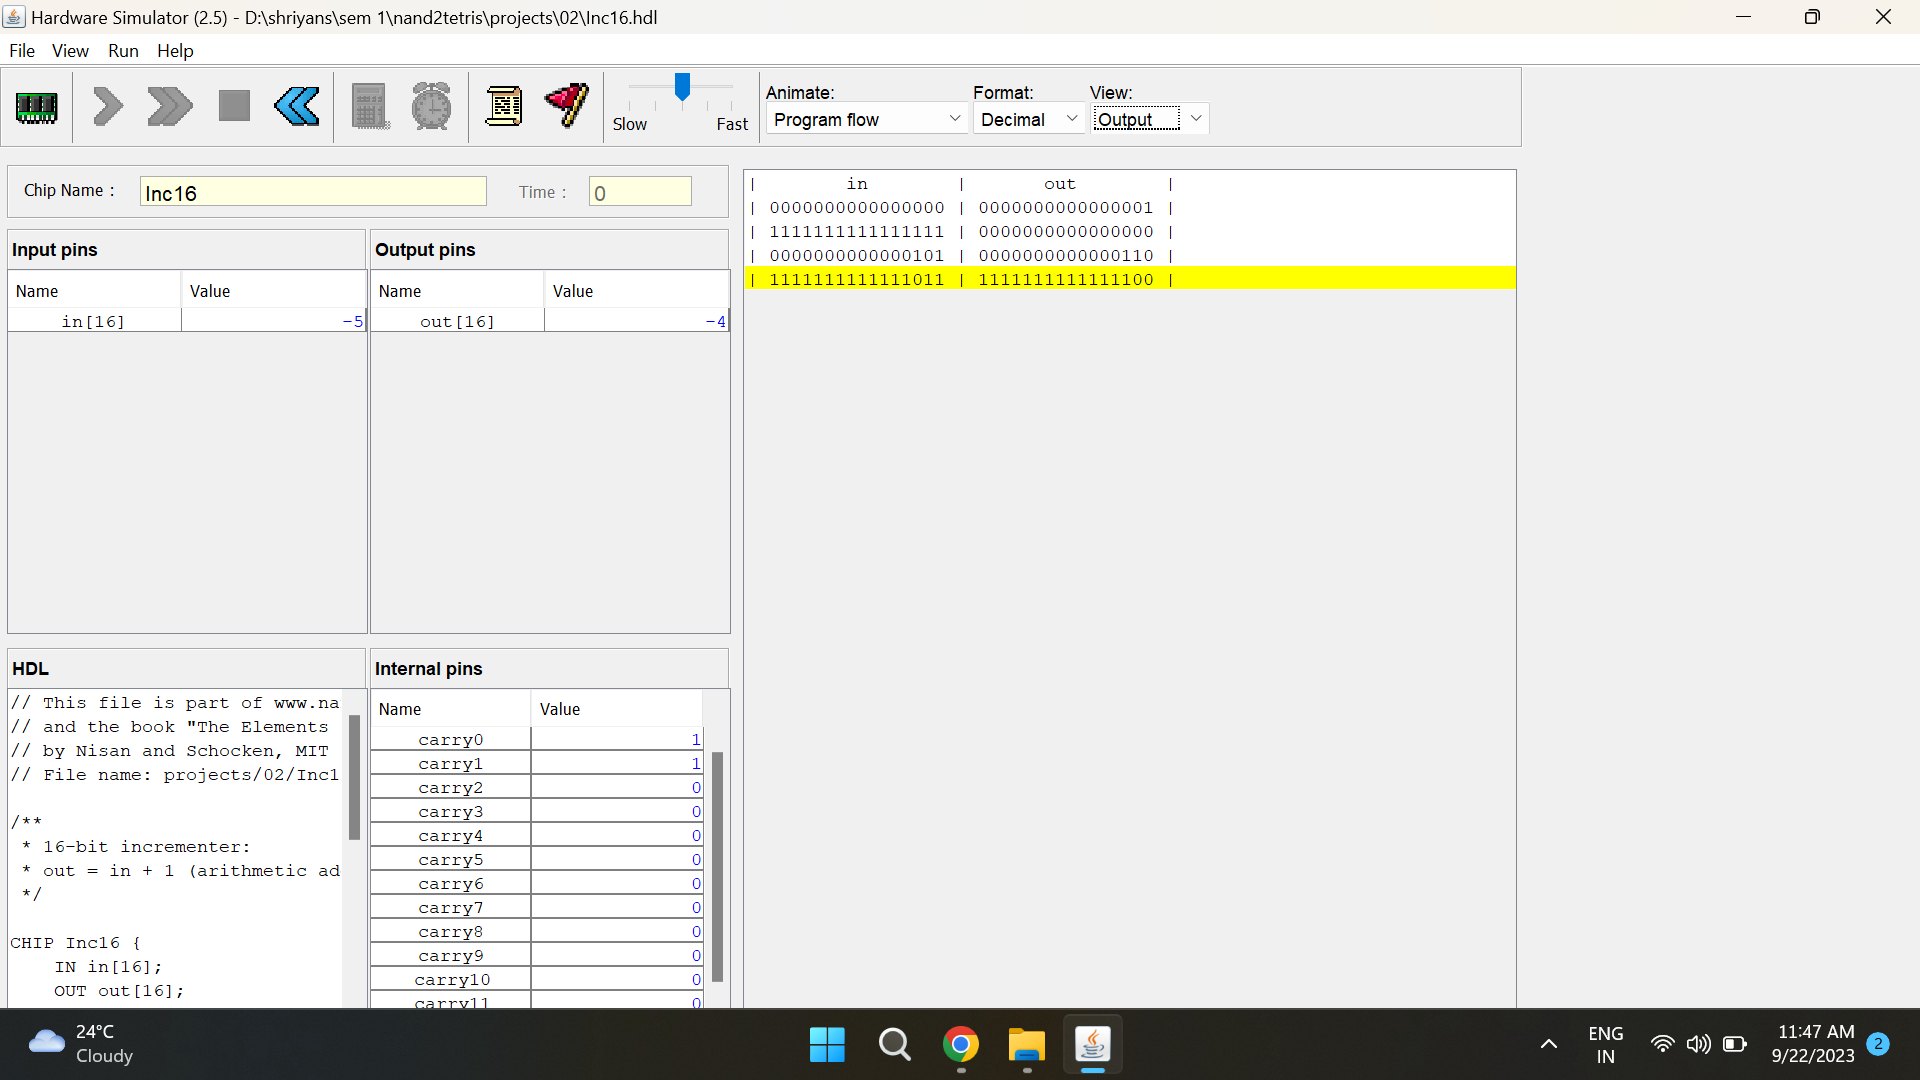 Hardware Simulator (2.5) - D:\shriyans\sem 1\nand2tetris\projects\02\Inc16.hdl
File View Run Help
Slow Fast
Animate: Format: View:
Program flow Decimal Output
Chip Name : Inc16 Time : 0
Input pins
Name Value
in[16] -5
Output pins
Name Value
out[16] -4
HDL
// This file is part of www.na
// and the book "The Elements
// by Nisan and Schocken, MIT
// File name: projects/02/Inc1
/**
* 16-bit incrementer:
* out = in + 1 (arithmetic ad
*/
CHIP Inc16 {
IN in[16];
OUT out[16];
Internal pins
Name Value
carry0 1
carry1 1
carry2 0
carry3 0
carry4 0
carry5 0
carry6 0
carry7 0
carry8 0
carry9 0
carry10 0
carry11 0
| in | out |
| 0000000000000000 | 0000000000000001 |
| 1111111111111111 | 0000000000000000 |
| 0000000000000101 | 0000000000000110 |
| 1111111111111011 | 1111111111111100 |
24°C
Cloudy
ENG
IN
11:47 AM
9/22/2023
2